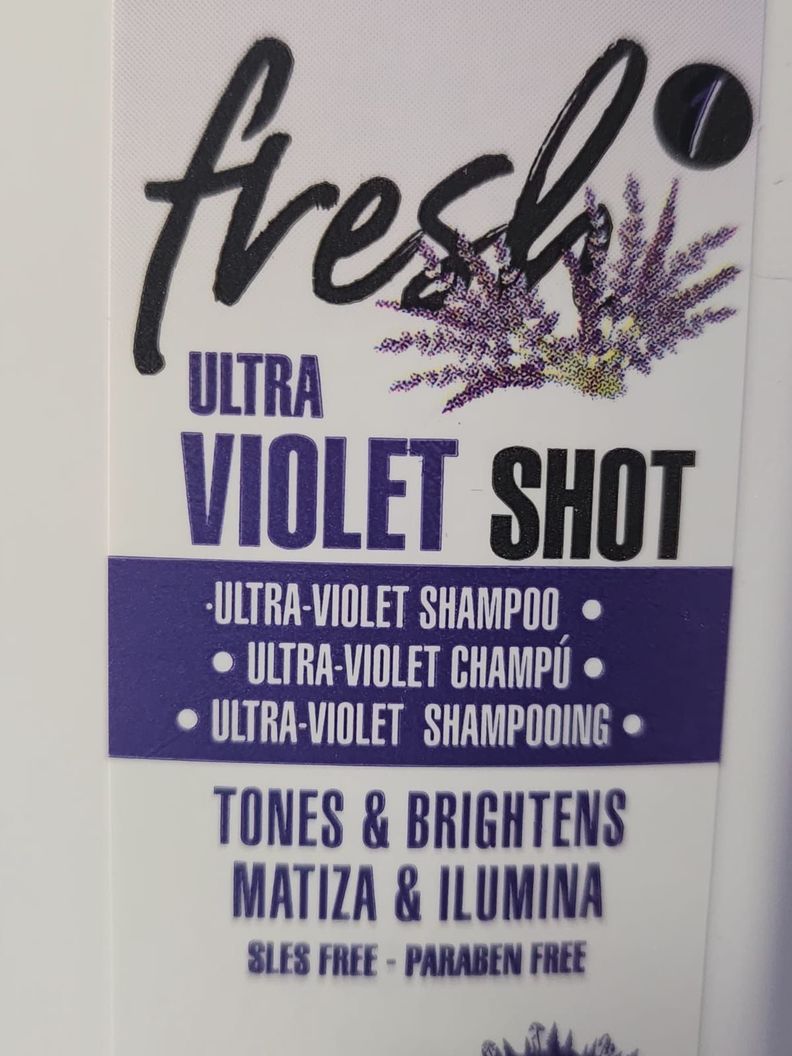 fresh 1
ULTRA
VIOLET SHOT
·ULTRA-VIOLET SHAMPOO •
• ULTRA-VIOLET CHAMPÚ •
• ULTRA-VIOLET SHAMPOOING •
TONES & BRIGHTENS
MATIZA & ILUMINA
SLES FREE - PARABEN FREE